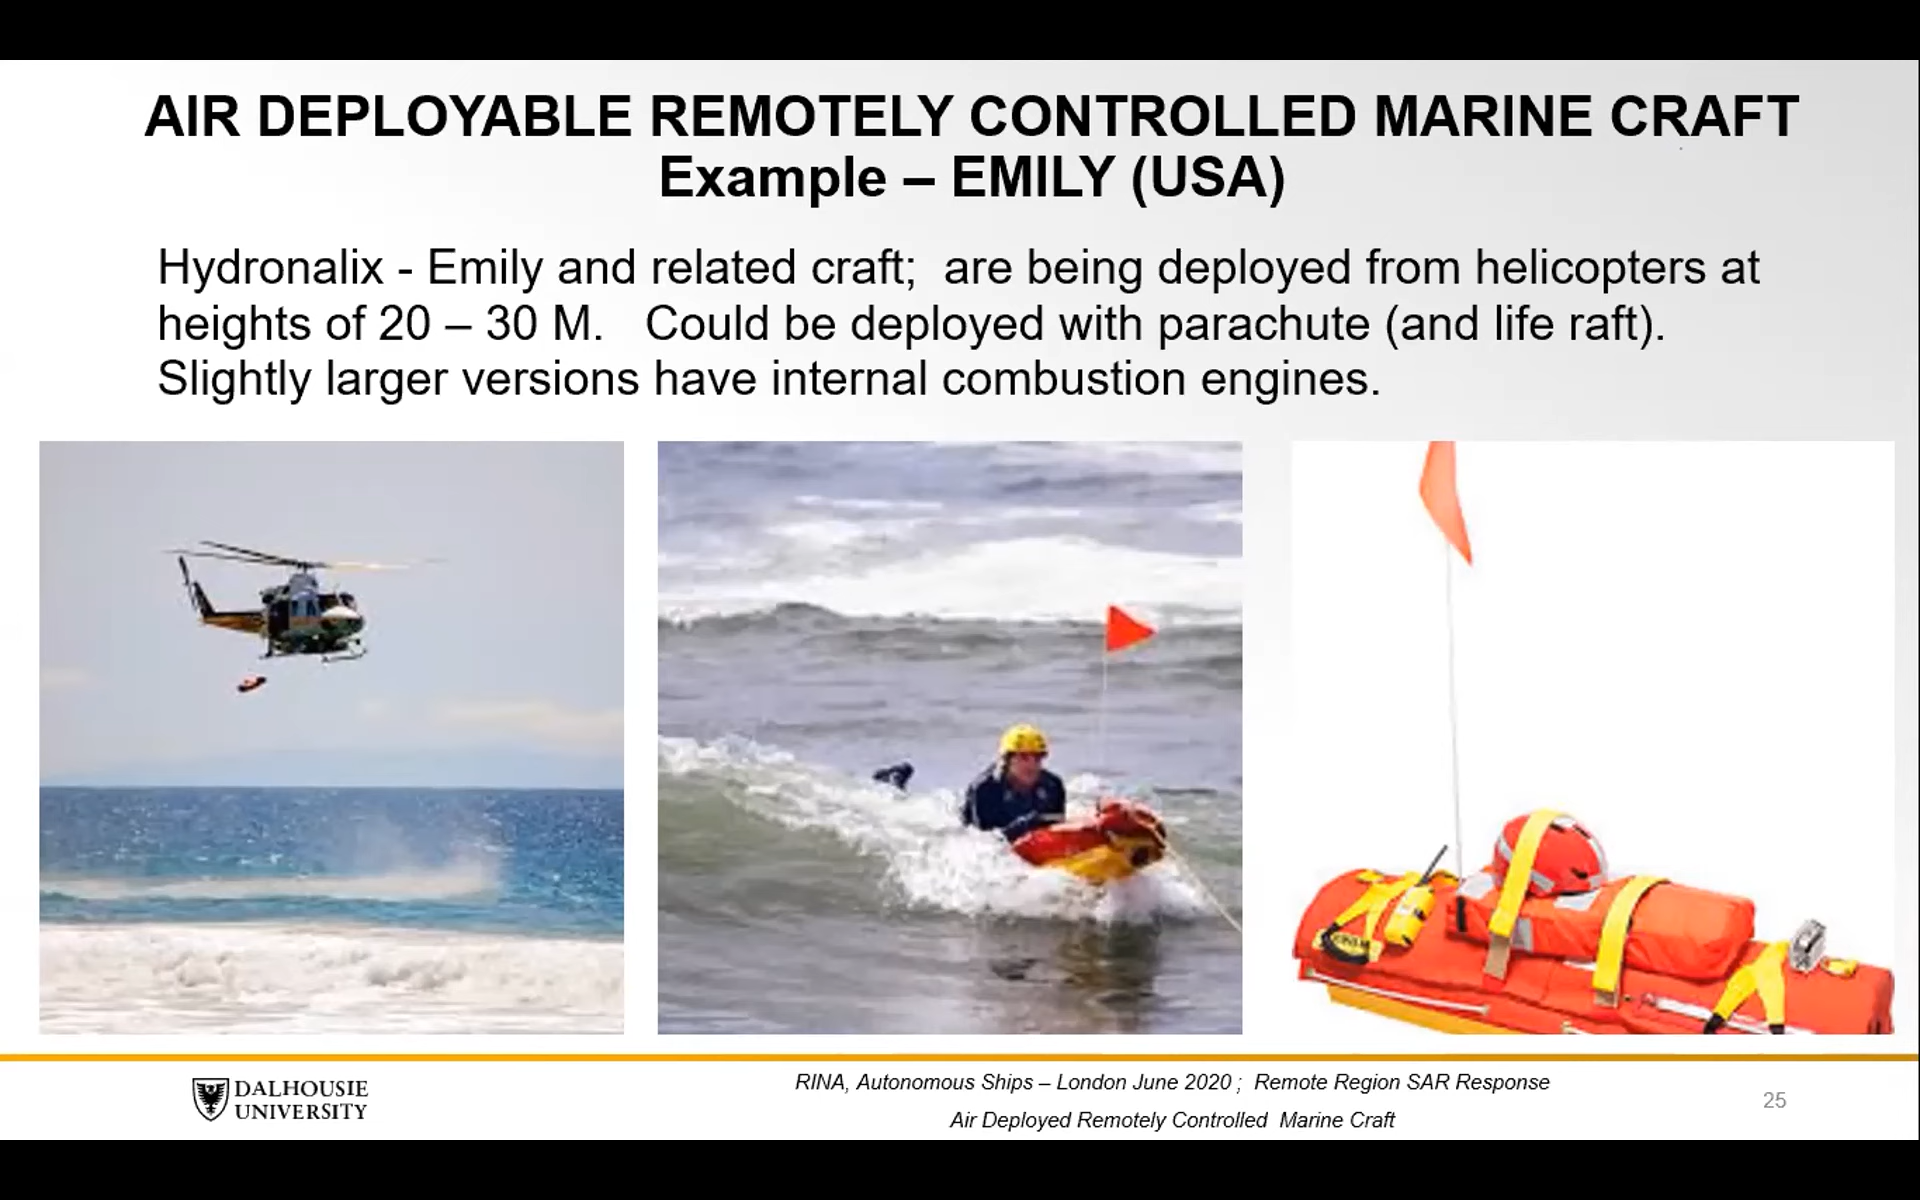 AIR DEPLOYABLE REMOTELY CONTROLLED MARINE CRAFT
Example – EMILY (USA)
Hydronalix - Emily and related craft;  are being deployed from helicopters at
heights of 20 – 30 M.   Could be deployed with parachute (and life raft).
Slightly larger versions have internal combustion engines.
DALHOUSIE
UNIVERSITY
RINA, Autonomous Ships – London June 2020 ;  Remote Region SAR Response
Air Deployed Remotely Controlled  Marine Craft
25